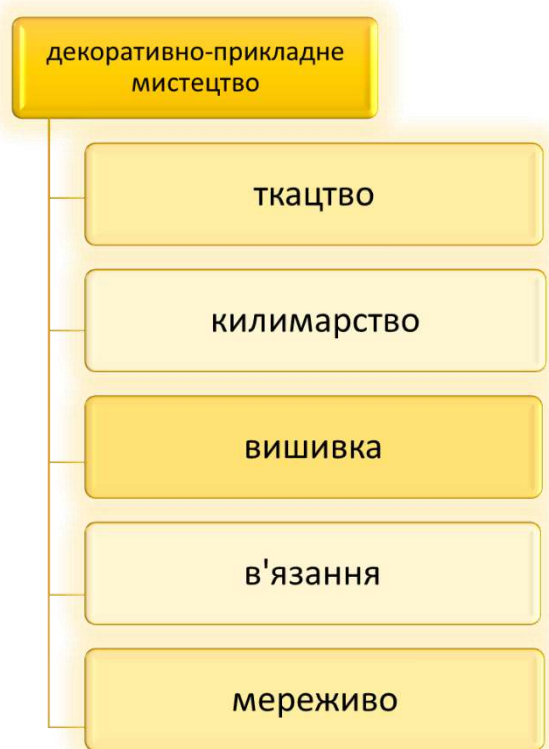 декоративно-прикладне
мистецтво
ткацтво
килимарство
вишивка
в'язання
мереживо